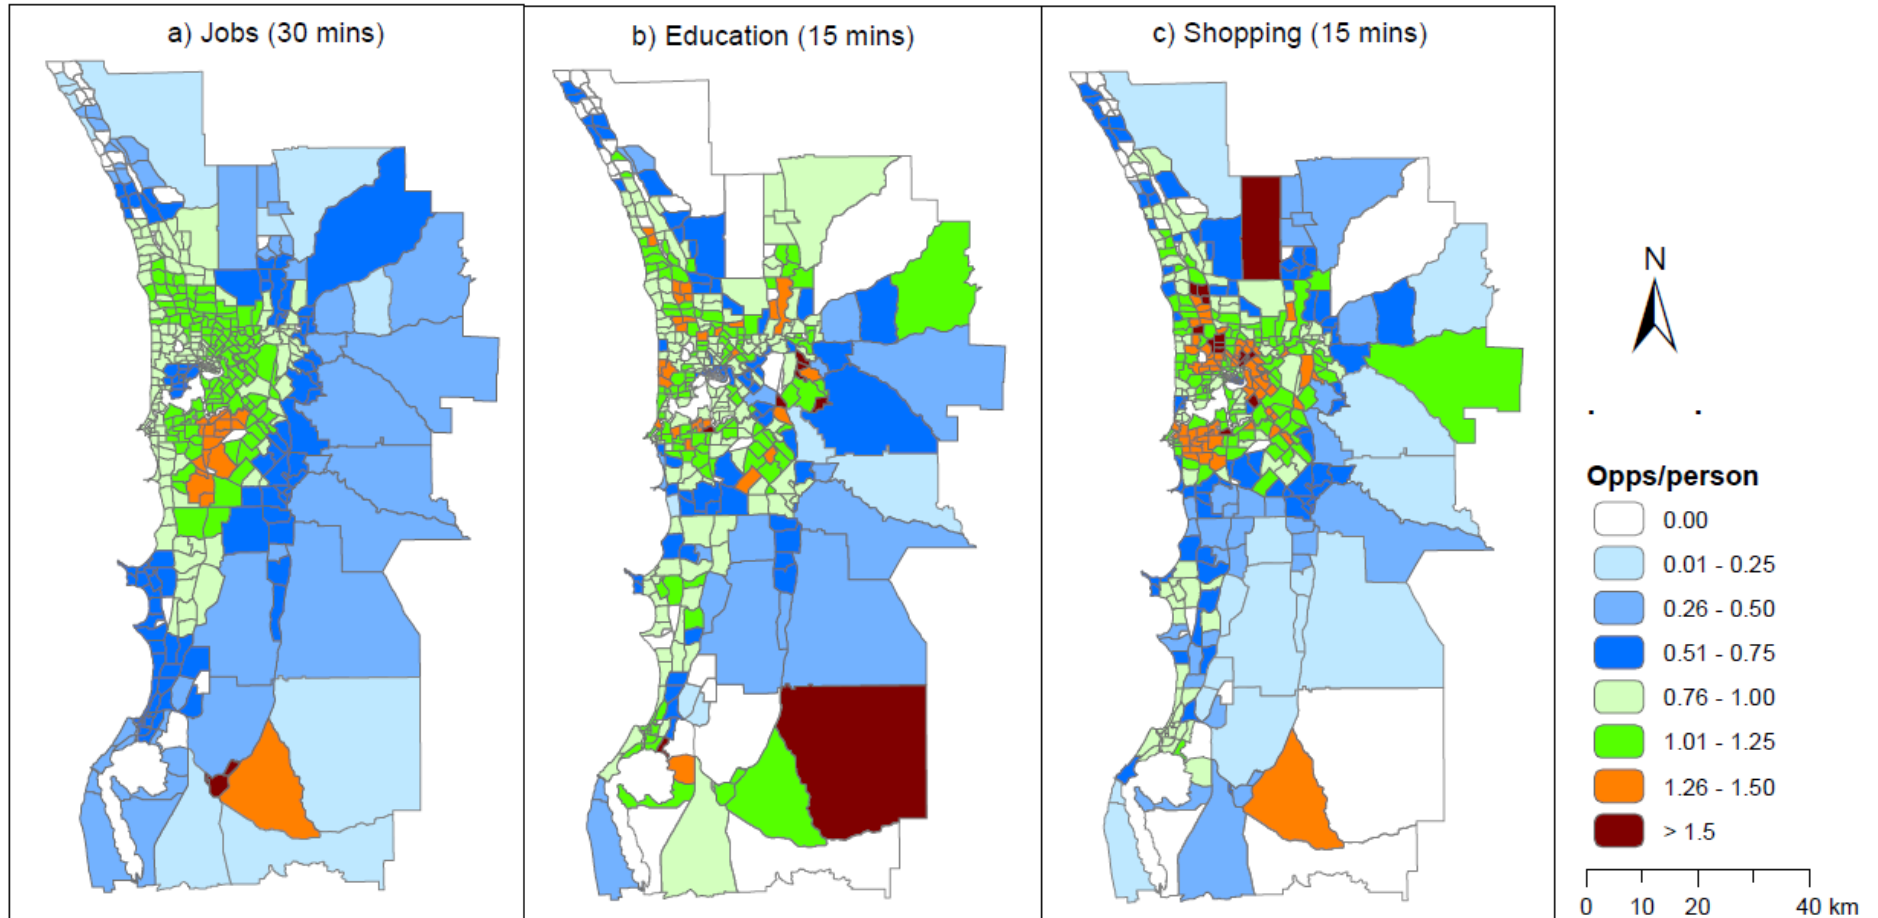 a) Jobs (30 mins)
b) Education (15 mins)
c) Shopping (15 mins)
N
Opps/person
0.00
0.01 - 0.25
0.26 - 0.50
0.51 - 0.75
0.76 - 1.00
1.01 - 1.25
1.26 - 1.50
> 1.5
0 10 20 40 km